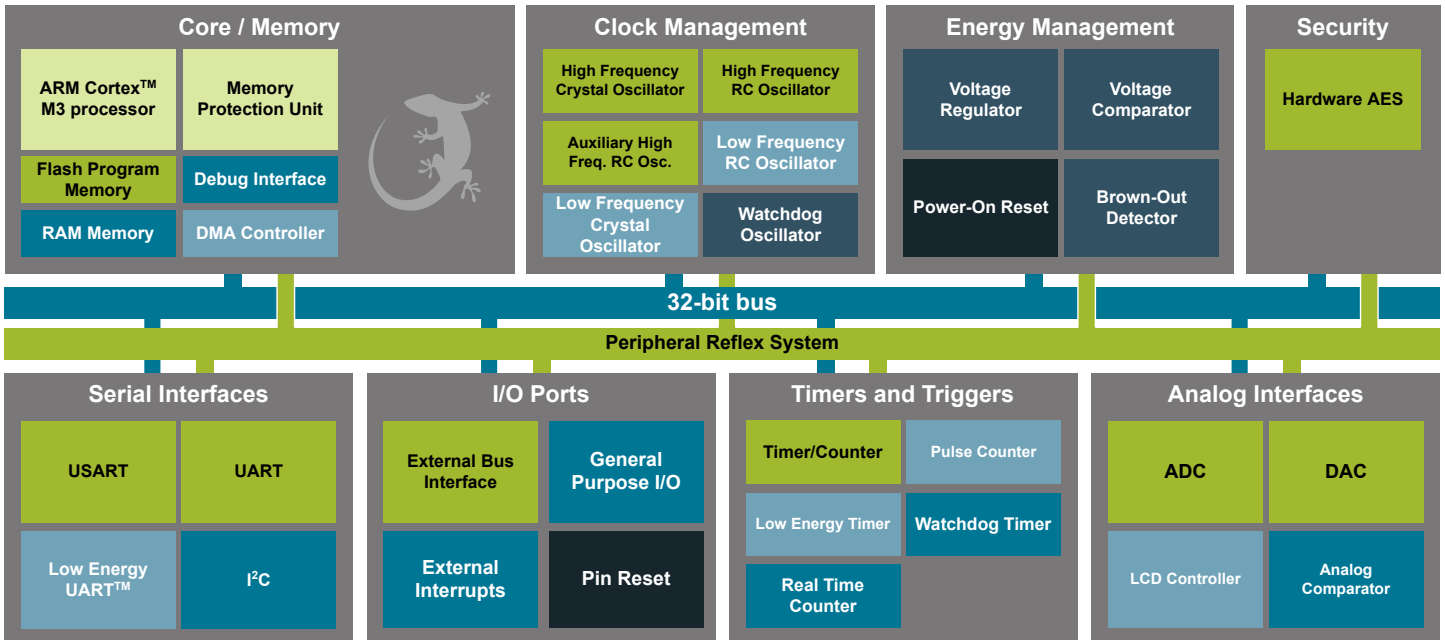 Core / Memory
ARM Cortex™
M3 processor
Memory
Protection Unit
Flash Program
Memory
Debug Interface
RAM Memory
DMA Controller
Clock Management
High Frequency
Crystal Oscillator
High Frequency
RC Oscillator
Auxiliary High
Freq. RC Osc.
Low Frequency
RC Oscillator
Low Frequency
Crystal
Oscillator
Watchdog
Oscillator
Energy Management
Voltage
Regulator
Voltage
Comparator
Power-On Reset
Brown-Out
Detector
Security
Hardware AES
32-bit bus
Peripheral Reflex System
Serial Interfaces
USART
UART
Low Energy
UART™
I²C
I/O Ports
External Bus
Interface
General
Purpose I/O
External
Interrupts
Pin Reset
Timers and Triggers
Timer/Counter
Pulse Counter
Low Energy Timer
Watchdog Timer
Real Time
Counter
Analog Interfaces
ADC
DAC
LCD Controller
Analog
Comparator